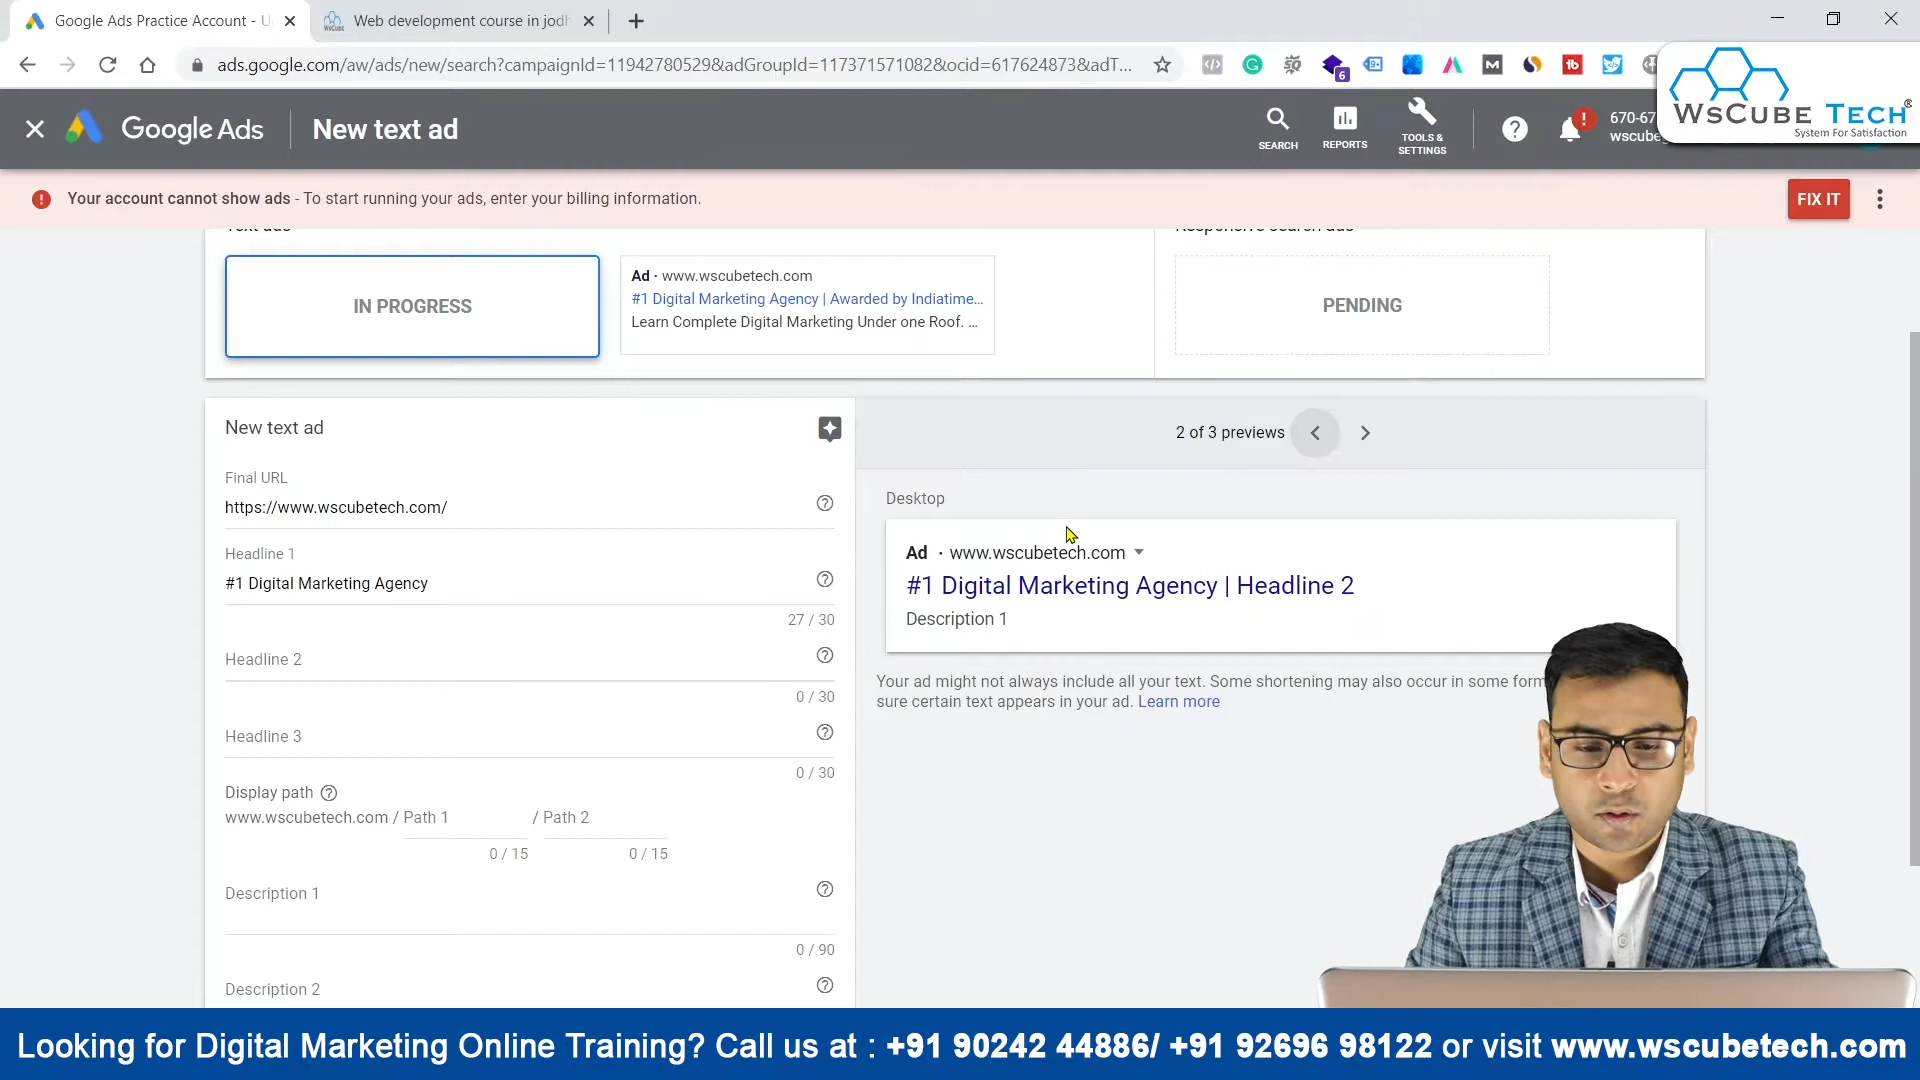 Google Ads Practice Account - U
Web development course in jodh
ads.google.com/aw/ads/new/search?campaignId=11942780529&adGroupId=117371571082&ocid=617624873&adT...
6
Google Ads
New text ad
SEARCH
REPORTS
TOOLS &
SETTINGS
670-67
wscube
WsCube Tech®
System For Satisfaction
Your account cannot show ads - To start running your ads, enter your billing information.
FIX IT
Text ads
Responsive search ads
IN PROGRESS
Ad · www.wscubetech.com
#1 Digital Marketing Agency | Awarded by Indiatime...
Learn Complete Digital Marketing Under one Roof. ...
PENDING
New text ad
2 of 3 previews
Final URL
https://www.wscubetech.com/
Headline 1
#1 Digital Marketing Agency
27 / 30
Headline 2
0 / 30
Headline 3
0 / 30
Display path
www.wscubetech.com / Path 1 / Path 2
0 / 15 0 / 15
Description 1
0 / 90
Description 2
Desktop
Ad · www.wscubetech.com
#1 Digital Marketing Agency | Headline 2
Description 1
Your ad might not always include all your text. Some shortening may also occur in some form
sure certain text appears in your ad. Learn more
Looking for Digital Marketing Online Training? Call us at : +91 90242 44886/ +91 92696 98122 or visit www.wscubetech.com